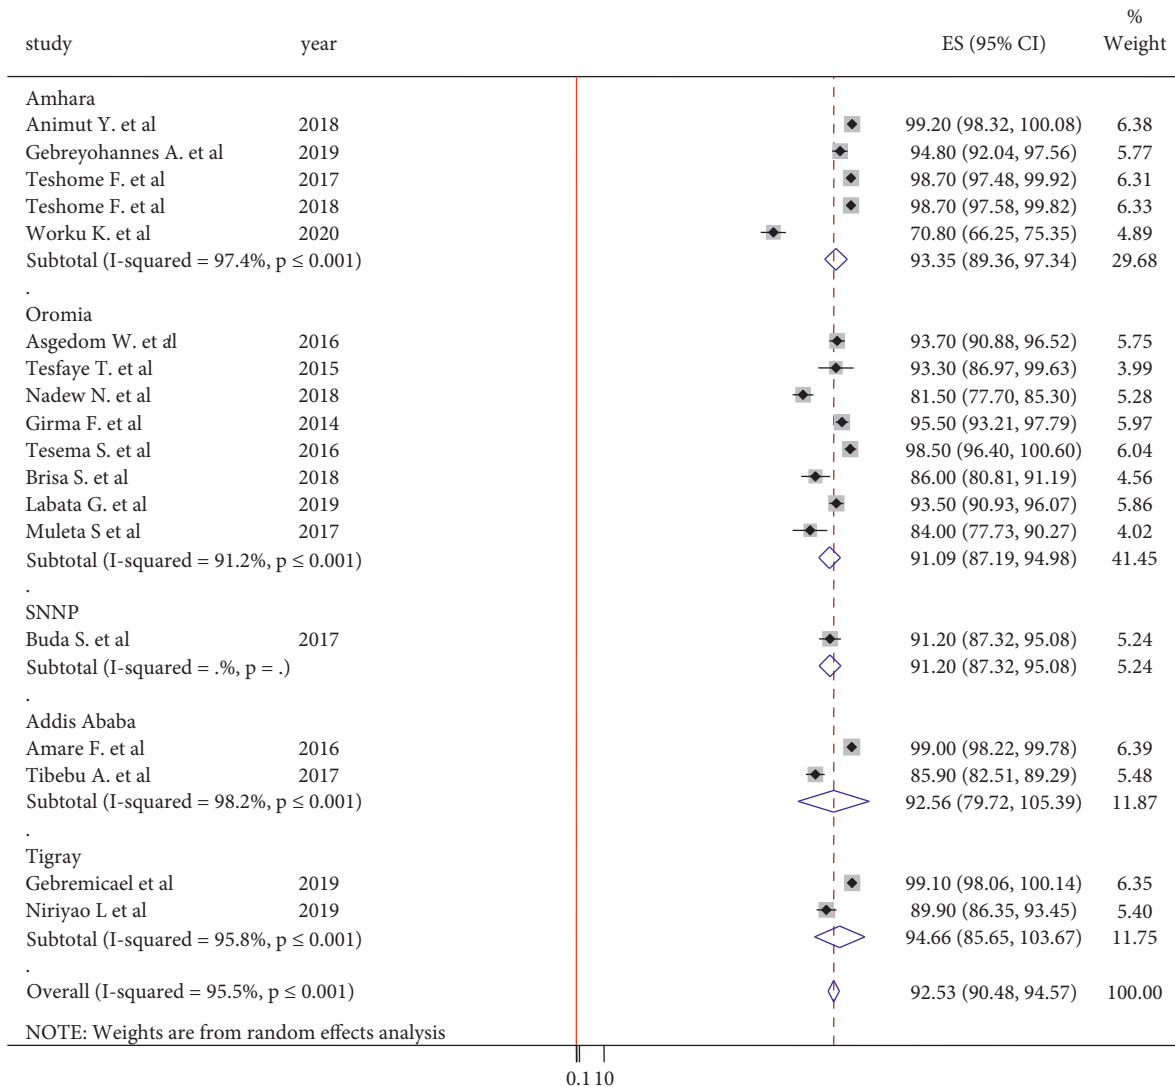 %
study year ES (95% CI) Weight
Amhara
Animut Y. et al 2018 99.20 (98.32, 100.08) 6.38
Gebreyohannes A. et al 2019 94.80 (92.04, 97.56) 5.77
Teshome F. et al 2017 98.70 (97.48, 99.92) 6.31
Teshome F. et al 2018 98.70 (97.58, 99.82) 6.33
Worku K. et al 2020 70.80 (66.25, 75.35) 4.89
Subtotal (I-squared = 97.4%, p ≤ 0.001) 93.35 (89.36, 97.34) 29.68
.
Oromia
Asgedom W. et al 2016 93.70 (90.88, 96.52) 5.75
Tesfaye T. et al 2015 93.30 (86.97, 99.63) 3.99
Nadew N. et al 2018 81.50 (77.70, 85.30) 5.28
Girma F. et al 2014 95.50 (93.21, 97.79) 5.97
Tesema S. et al 2016 98.50 (96.40, 100.60) 6.04
Brisa S. et al 2018 86.00 (80.81, 91.19) 4.56
Labata G. et al 2019 93.50 (90.93, 96.07) 5.86
Muleta S et al 2017 84.00 (77.73, 90.27) 4.02
Subtotal (I-squared = 91.2%, p ≤ 0.001) 91.09 (87.19, 94.98) 41.45
.
SNNP
Buda S. et al 2017 91.20 (87.32, 95.08) 5.24
Subtotal (I-squared = .%, p = .) 91.20 (87.32, 95.08) 5.24
.
Addis Ababa
Amare F. et al 2016 99.00 (98.22, 99.78) 6.39
Tibebu A. et al 2017 85.90 (82.51, 89.29) 5.48
Subtotal (I-squared = 98.2%, p ≤ 0.001) 92.56 (79.72, 105.39) 11.87
.
Tigray
Gebremicael et al 2019 99.10 (98.06, 100.14) 6.35
Niriyao L et al 2019 89.90 (86.35, 93.45) 5.40
Subtotal (I-squared = 95.8%, p ≤ 0.001) 94.66 (85.65, 103.67) 11.75
.
Overall (I-squared = 95.5%, p ≤ 0.001) 92.53 (90.48, 94.57) 100.00
NOTE: Weights are from random effects analysis
0.1 10